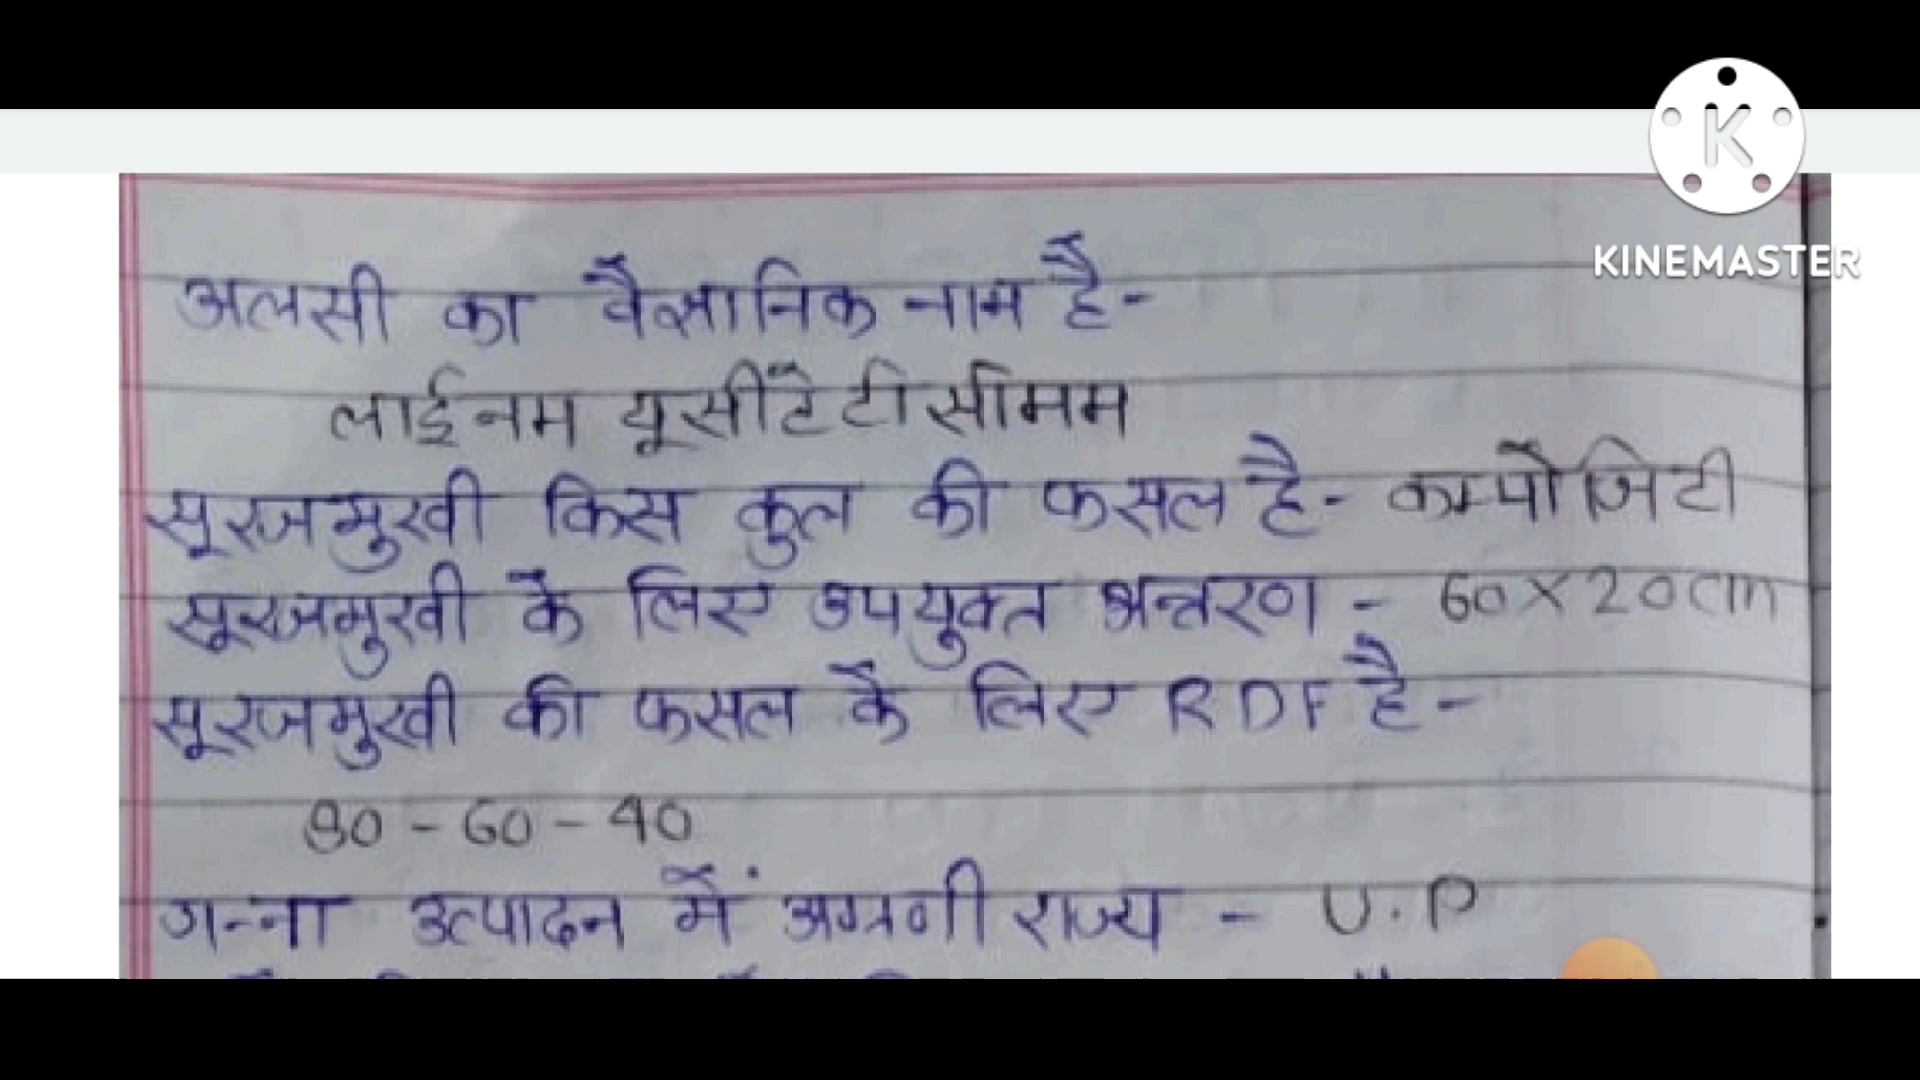 K
KINEMASTER
अलसी का वैज्ञानिक नाम है-
लाईनम यूसीटैटीसीमम
सूरजमुखी किस कुल की फसल है- कम्पोजिटी
सूरजमुखी के लिए उपयुक्त अन्तरण - 60×20cm
सूरजमुखी की फसल के लिए RDF है-
80-60-40
गन्ना उत्पादन में अग्रणी राज्य - U.P